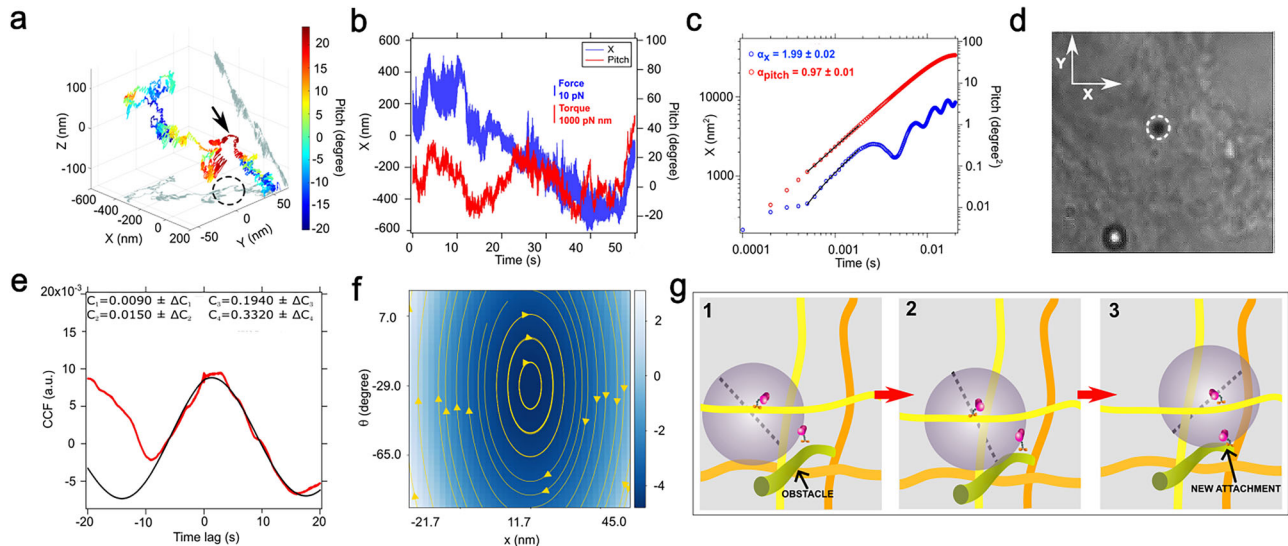 a
20
15
10
5
0
-5
-10
-15
-20
Pitch (degree)
100
0
-100
Z (nm)
-600
-400
-200
0
200
X (nm)
-50
0
50
Y (nm)
b
600
400
200
0
-200
-400
-600
X (nm)
0
10
20
30
40
50
Time (s)
100
80
60
40
20
0
-20
Pitch (degree)
X
Pitch
Force
10 pN
Torque
1000 pN nm
c
αx = 1.99 ± 0.02
αpitch = 0.97 ± 0.01
10000
1000
X (nm²)
0.0001
0.001
0.01
Time (s)
100
10
1
0.1
0.01
Pitch (degree²)
d
Y
X
e
20x10⁻³
15
10
5
0
-5
CCF (a.u.)
C₁=0.0090 ± ΔC₁ C₃=0.1940 ± ΔC₃
C₂=0.0150 ± ΔC₂ C₄=0.3320 ± ΔC₄
-20
-10
0
10
20
Time lag (s)
f
7.0
-29.0
-65.0
θ (degree)
-21.7
11.7
45.0
x (nm)
2
0
-2
-4
g
1
OBSTACLE
2
3
NEW ATTACHMENT